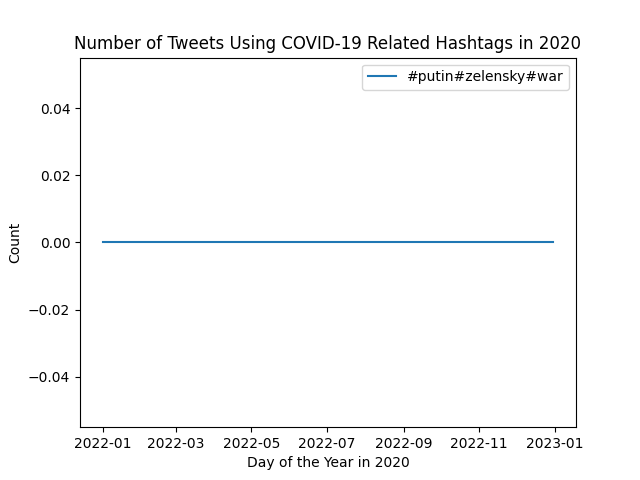 Number of Tweets Using COVID-19 Related Hashtags in 2020
#putin#zelensky#war
0.04
0.02
0.00
−0.02
−0.04
Count
2022-01 2022-03 2022-05 2022-07 2022-09 2022-11 2023-01
Day of the Year in 2020